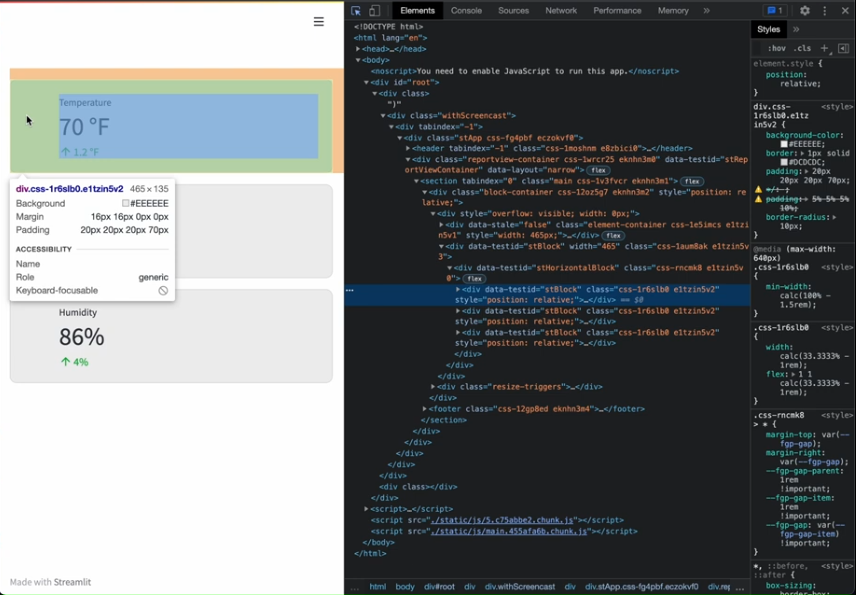 Temperature
70 °F
↑ 1.2 °F
div.css-1r6slb0.e1tzin5v2 465 × 135
Background #EEEEEE
Margin 16px 16px 0px 0px
Padding 20px 20px 20px 70px
ACCESSIBILITY
Name
Role generic
Keyboard-focusable
Humidity
86%
↑ 4%
Made with Streamlit
Elements Console Sources Network Performance Memory » 1
<!DOCTYPE html>
<html lang="en">
<head>…</head>
<body>
<noscript>You need to enable JavaScript to run this app.</noscript>
<div id="root">
<div class>
")"
<div class="withScreencast">
<div tabindex="-1">
<div class="stApp css-fg4pbf eczokvf0">
<header tabindex="-1" class="css-1moshnm e8zbici0">…</header>
<div class="reportview-container css-1wrcr25 eknhn3m0" data-testid="stRep
ortViewContainer" data-layout="narrow"> flex
<section tabindex="0" class="main css-1v3fvcr eknhn3m1"> flex
<div class="block-container css-12oz5g7 eknhn3m2" style="position: re
lative;">
<div style="overflow: visible; width: 0px;">
<div data-stale="false" class="element-container css-1e5imcs e1tzi
n5v1" style="width: 465px;">…</div> flex
<div data-testid="stBlock" width="465" class="css-1aum8ak e1tzin5v
3">
<div data-testid="stHorizontalBlock" class="css-rncmk8 e1tzin5v
0"> flex
<div data-testid="stBlock" class="css-1r6slb0 e1tzin5v2"
style="position: relative;">…</div> == $0
<div data-testid="stBlock" class="css-1r6slb0 e1tzin5v2"
style="position: relative;">…</div>
<div data-testid="stBlock" class="css-1r6slb0 e1tzin5v2"
style="position: relative;">…</div>
</div>
</div>
</div>
<div class="resize-triggers">…</div>
</div>
<footer class="css-12gp8ed eknhn3m4">…</footer>
</section>
</div>
</div>
</div>
</div>
</div>
<div class></div>
</div>
<script>…</script>
<script src="./static/js/5.c75abbe2.chunk.js"></script>
<script src="./static/js/main.455afa6b.chunk.js"></script>
</body>
</html>
… html body div#root div div.withScreencast div div.stApp.css-fg4pbf.eczokvf0 div.rep …
Styles »
:hov .cls +
element.style {
position:
relative;
}
div.css- <style>
1r6slb0.e1tz
in5v2 {
background-color:
#EEEEEE;
border: 1px solid
#DCDCDC;
padding: 20px
20px 20px 70px;
*/: ;
padding: 5% 5% 5%
10%;
border-radius:
10px;
}
@media (max-width:
640px)
.css-1r6slb0 <style>
{
min-width:
calc(100% -
1.5rem);
}
.css-1r6slb0 <style>
{
width:
calc(33.3333% -
1rem);
flex: 1 1
calc(33.3333% -
1rem);
}
.css-rncmk8 <style>
> * {
margin-top: var(--
fgp-gap);
margin-right:
var(--fgp-gap);
--fgp-gap-parent:
1rem
!important;
--fgp-gap-item:
1rem
!important;
--fgp-gap: var(--
fgp-gap-item)
!important;
}
*, ::before, <style>
::after {
box-sizing:
border-box;